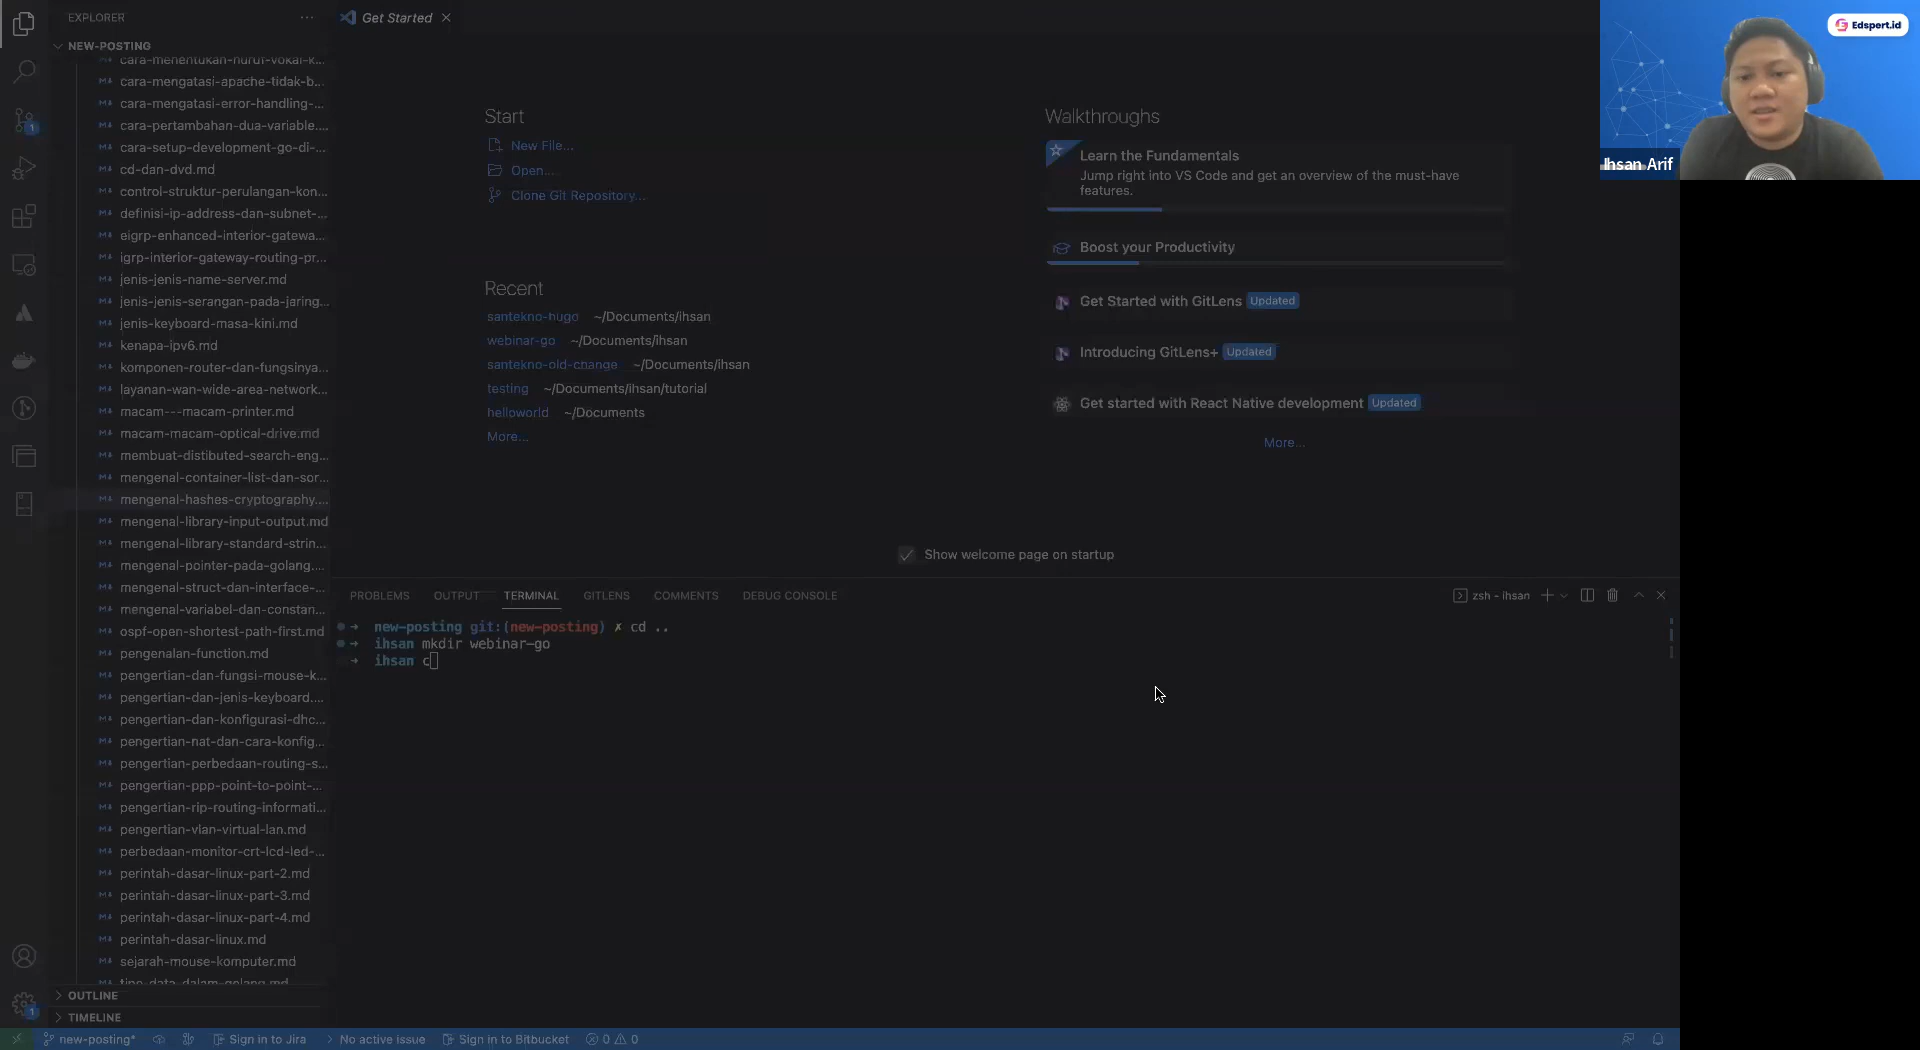 EXPLORER
NEW-POSTING
cara-menentukan-huruf-vokal-k...
cara-mengatasi-apache-tidak-b...
cara-mengatasi-error-handling-...
cara-pertambahan-dua-variable....
cara-setup-development-go-di-...
cd-dan-dvd.md
control-struktur-perulangan-kon...
definisi-ip-address-dan-subnet-...
eigrp-enhanced-interior-gatewa...
igrp-interior-gateway-routing-pr...
jenis-jenis-name-server.md
jenis-jenis-serangan-pada-jaring...
jenis-keyboard-masa-kini.md
kenapa-ipv6.md
komponen-router-dan-fungsinya...
layanan-wan-wide-area-network...
macam---macam-printer.md
macam-macam-optical-drive.md
membuat-distibuted-search-eng...
mengenal-container-list-dan-sor...
mengenal-hashes-cryptography....
mengenal-library-input-output.md
mengenal-library-standard-strin...
mengenal-pointer-pada-golang....
mengenal-struct-dan-interface-...
mengenal-variabel-dan-constan...
ospf-open-shortest-path-first.md
pengenalan-function.md
pengertian-dan-fungsi-mouse-k...
pengertian-dan-jenis-keyboard....
pengertian-dan-konfigurasi-dhc...
pengertian-nat-dan-cara-konfig...
pengertian-perbedaan-routing-s...
pengertian-ppp-point-to-point-...
pengertian-rip-routing-informati...
pengertian-vlan-virtual-lan.md
perbedaan-monitor-crt-lcd-led-...
perintah-dasar-linux-part-2.md
perintah-dasar-linux-part-3.md
perintah-dasar-linux-part-4.md
perintah-dasar-linux.md
sejarah-mouse-komputer.md
tipe-data-dalam-golang.md
OUTLINE
TIMELINE
Get Started
Start
New File...
Open...
Clone Git Repository...
Recent
santekno-hugo ~/Documents/ihsan
webinar-go ~/Documents/ihsan
santekno-old-change ~/Documents/ihsan
testing ~/Documents/ihsan/tutorial
helloworld ~/Documents
More...
Walkthroughs
Learn the Fundamentals
Jump right into VS Code and get an overview of the must-have
features.
Boost your Productivity
Get Started with GitLens Updated
Introducing GitLens+ Updated
Get started with React Native development Updated
More...
Show welcome page on startup
PROBLEMS OUTPUT TERMINAL GITLENS COMMENTS DEBUG CONSOLE
zsh - ihsan
→ new-posting git:(new-posting) ✗ cd ..
→ ihsan mkdir webinar-go
→ ihsan c
1
1
new-posting* Sign in to Jira No active issue Sign in to Bitbucket 0 0
Edspert.id
Ihsan Arif